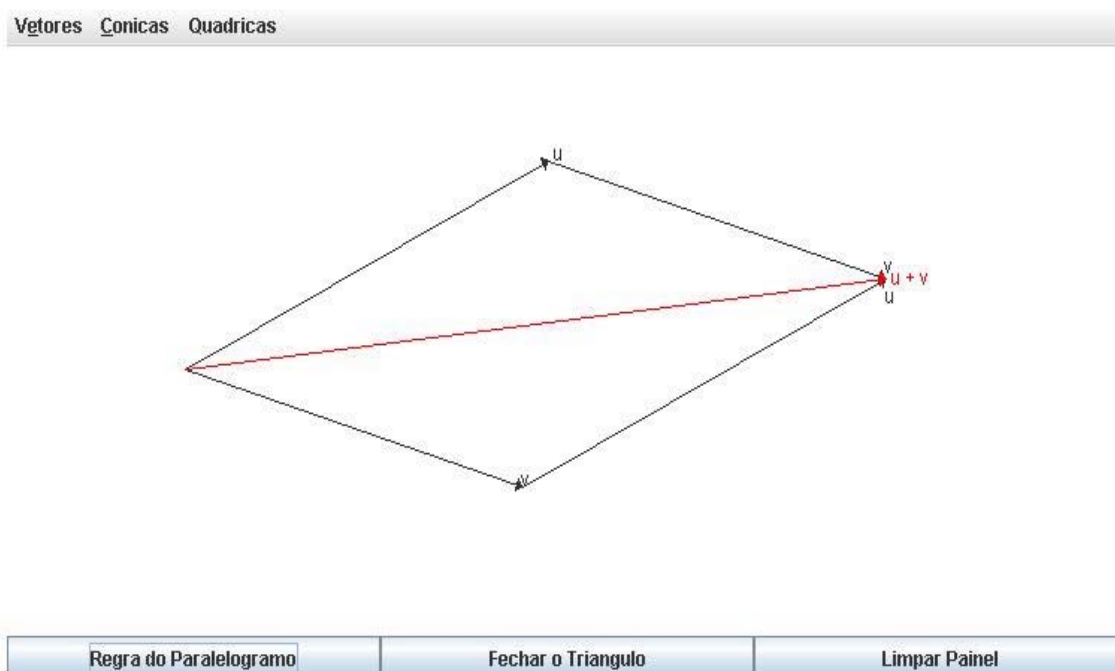 Vetores Conicas Quadricas
u
v
u + v
u
v
Regra do Paralelogramo Fechar o Triangulo Limpar Painel